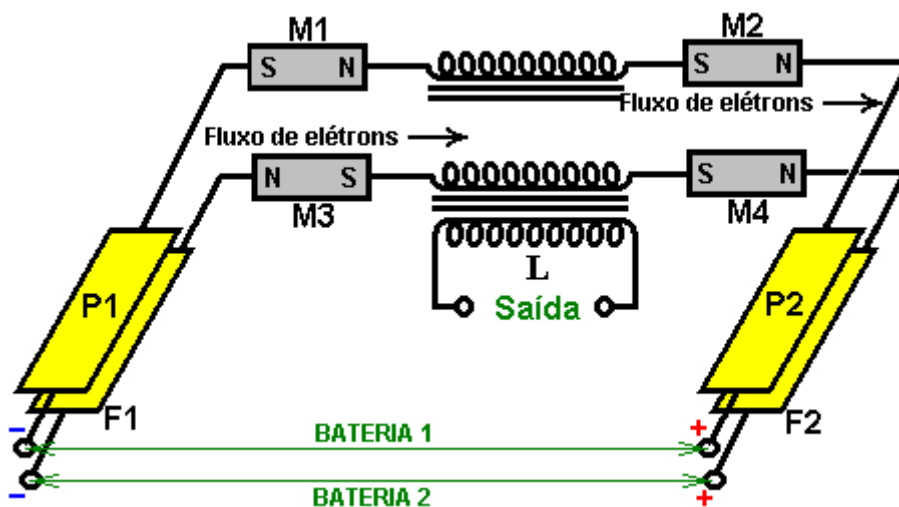 M1
M2
S N
S N
Fluxo de elétrons
Fluxo de elétrons
N S
S N
M3
M4
L
Saída
P1
P2
F1
F2
− +
BATERIA 1
− +
BATERIA 2